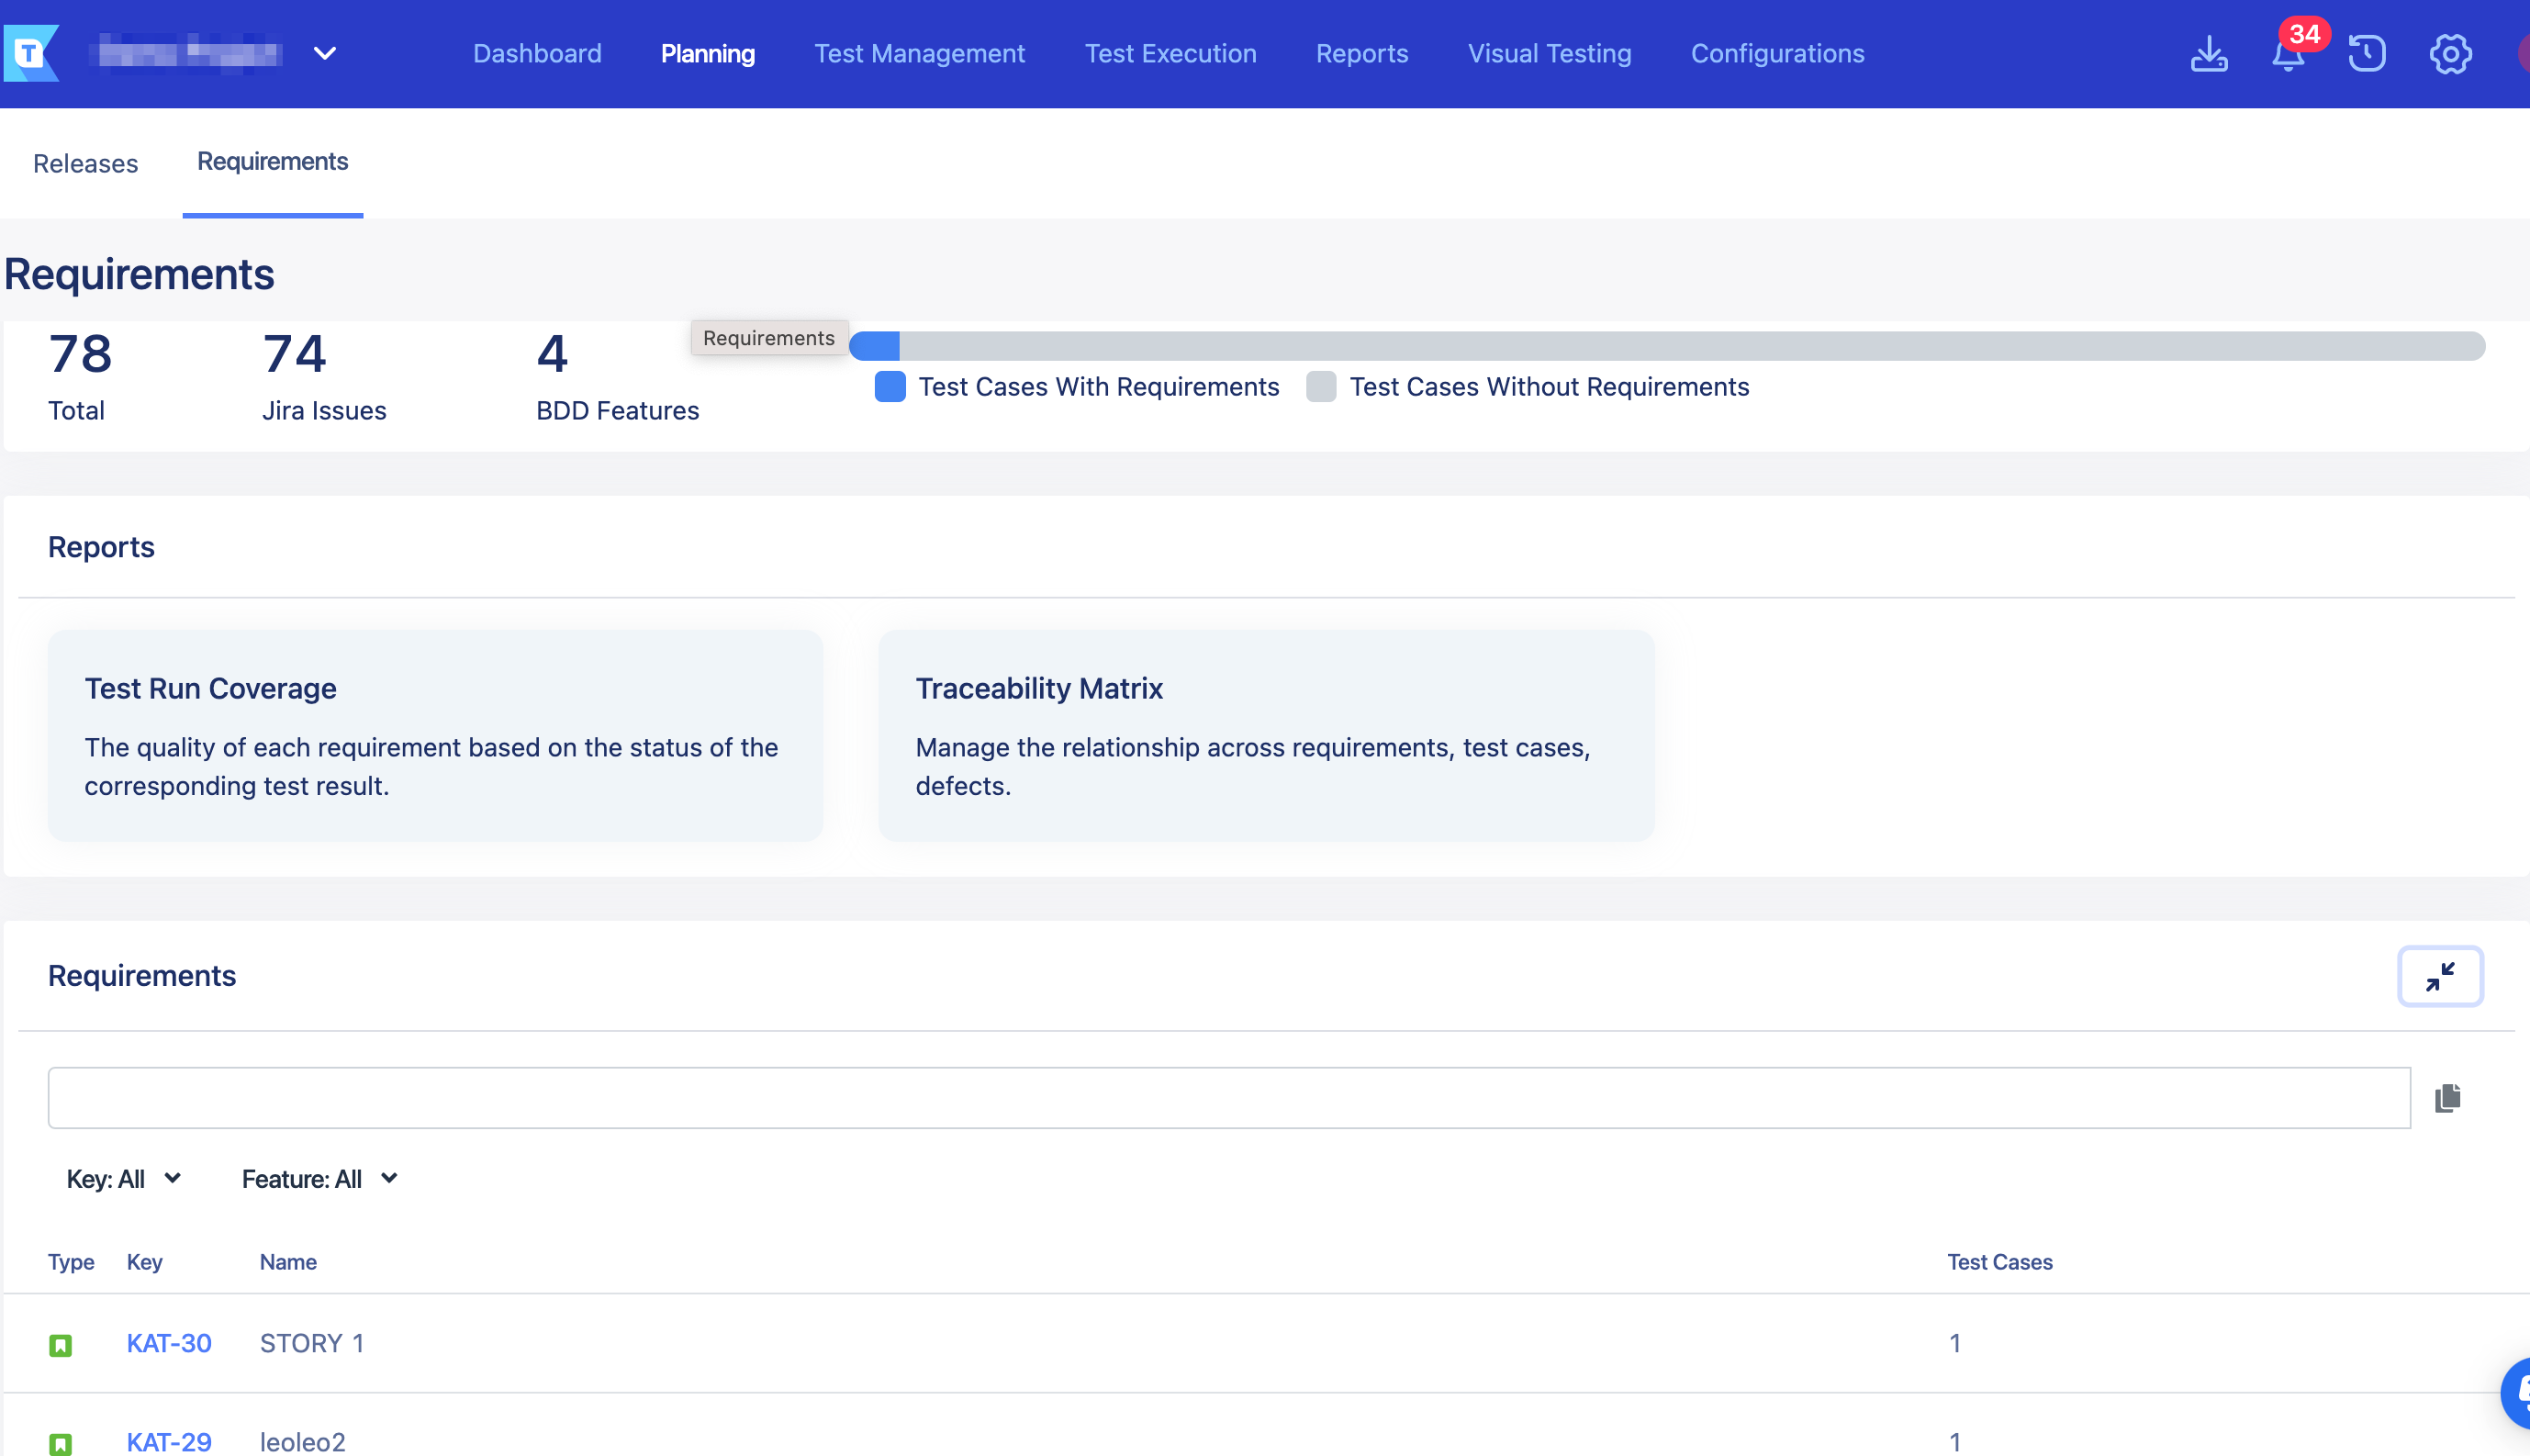 T
Dashboard
Planning
Test Management
Test Execution
Reports
Visual Testing
Configurations
34
Releases
Requirements
Requirements
78
Total
74
Jira Issues
4
BDD Features
Requirements
Test Cases With Requirements
Test Cases Without Requirements
Reports
Test Run Coverage
The quality of each requirement based on the status of the
corresponding test result.
Traceability Matrix
Manage the relationship across requirements, test cases,
defects.
Requirements
Key: All
Feature: All
Type Key Name Test Cases
KAT-30 STORY 1 1
KAT-29 leoleo2 1